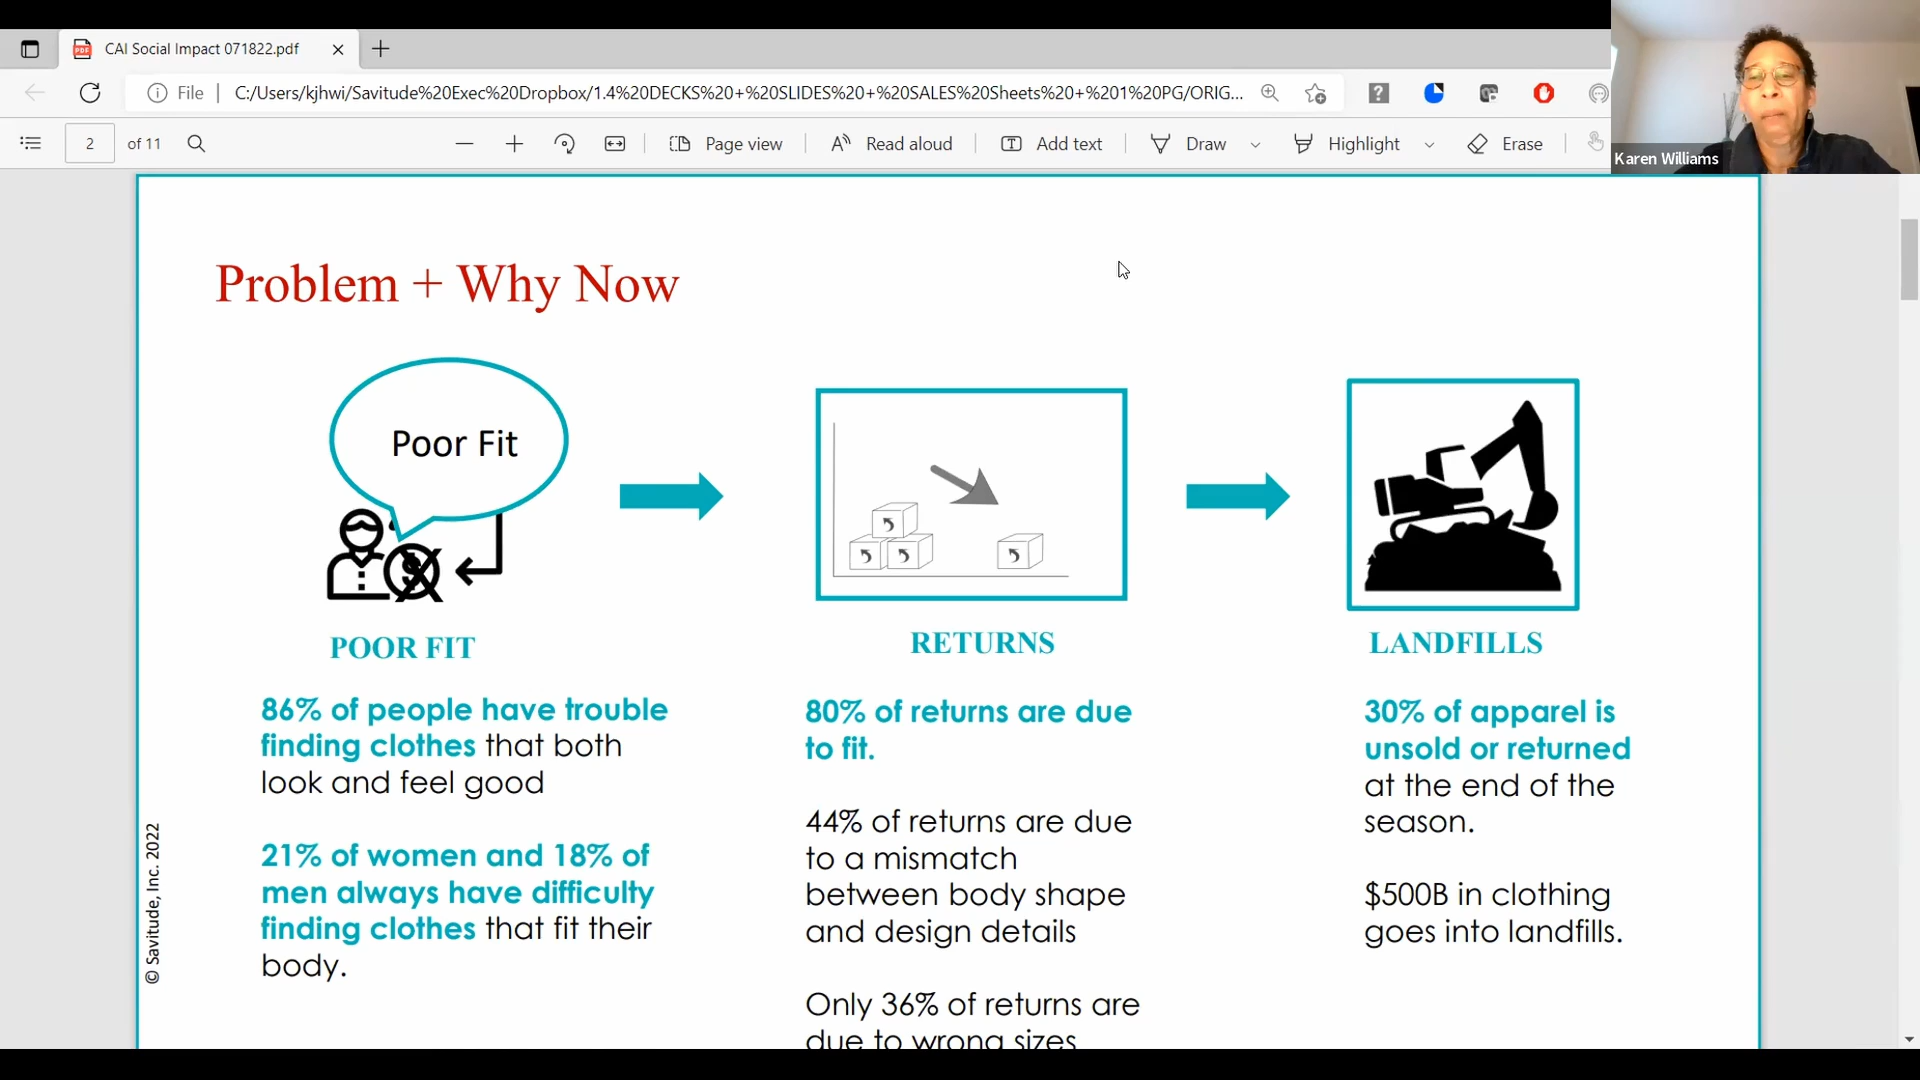 CAI Social Impact 071822.pdf
File
C:/Users/kjhwi/Savitude%20Exec%20Dropbox/1.4%20DECKS%20+%20SLIDES%20+%20SALES%20Sheets%20+%201%20PG/ORIG...
2 of 11
Page view
Read aloud
Add text
Draw
Highlight
Erase
Karen Williams
Problem + Why Now
Poor Fit
POOR FIT
86% of people have trouble
finding clothes that both
look and feel good
21% of women and 18% of
men always have difficulty
finding clothes that fit their
body.
RETURNS
80% of returns are due
to fit.
44% of returns are due
to a mismatch
between body shape
and design details
Only 36% of returns are
due to wrong sizes
LANDFILLS
30% of apparel is
unsold or returned
at the end of the
season.
$500B in clothing
goes into landfills.
© Savitude, Inc. 2022